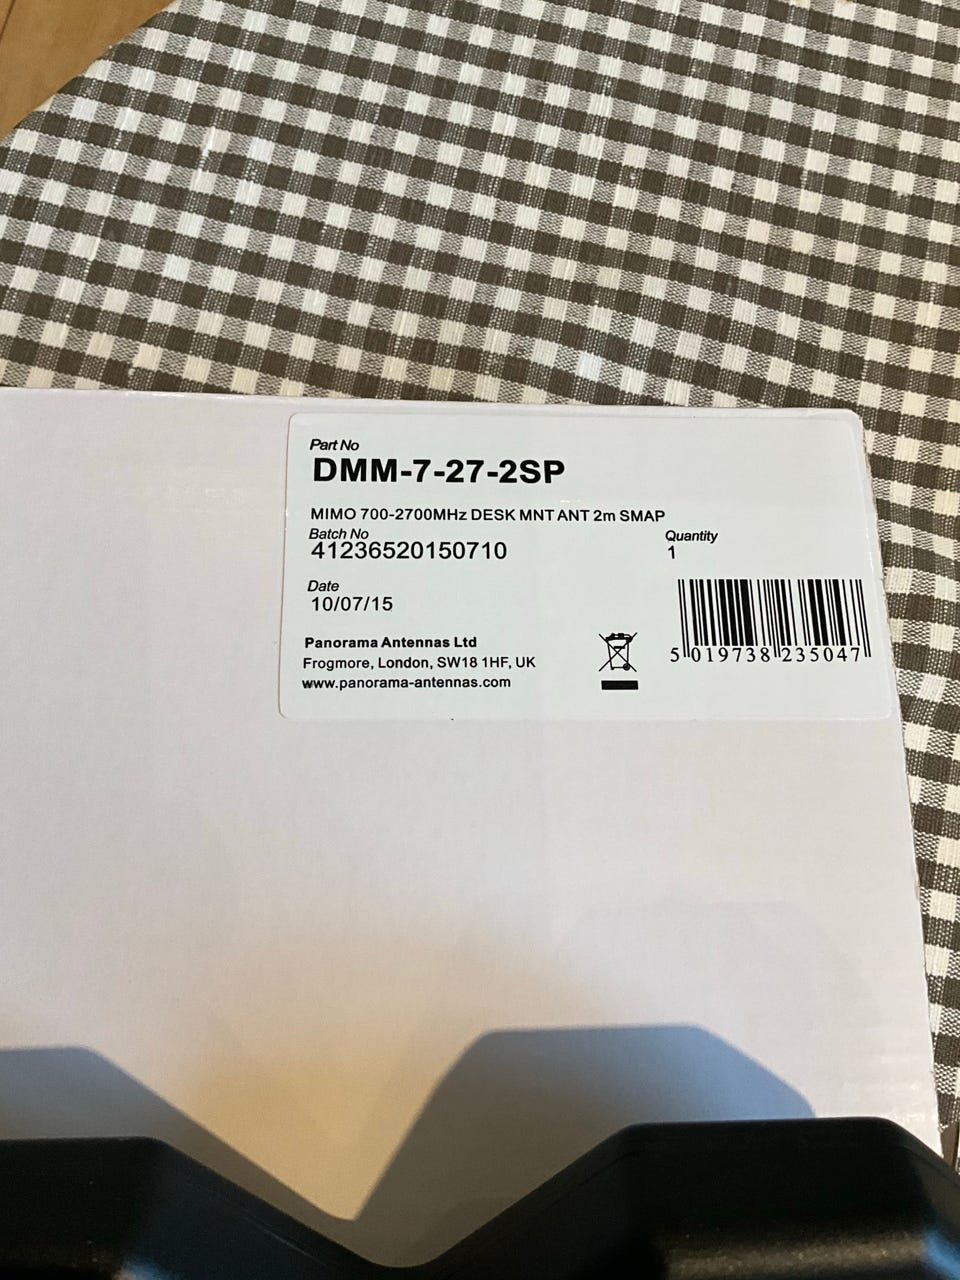 Part No
DMM-7-27-2SP
MIMO 700-2700MHz DESK MNT ANT 2m SMAP
Batch No
41236520150710
Quantity
1
Date
10/07/15
Panorama Antennas Ltd
Frogmore, London, SW18 1HF, UK
www.panorama-antennas.com
5 019738 235047